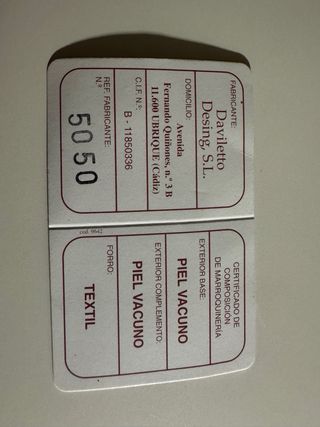 FABRICANTE:
Daviletto
Desing, S.L.
DOMICILIO:
Avenida
Fernando Quiñones, n.º 3 B
11.600 UBRIQUE (Cádiz)
C.I.F. N.º:
B - 11850336
REF. FABRICANTE:
N.º
5050
cod. 9642
CERTIFICADO DE
COMPOSICIÓN
DE MARROQUINERÍA
EXTERIOR BASE:
PIEL VACUNO
EXTERIOR COMPLEMENTO:
PIEL VACUNO
FORRO:
TEXTIL